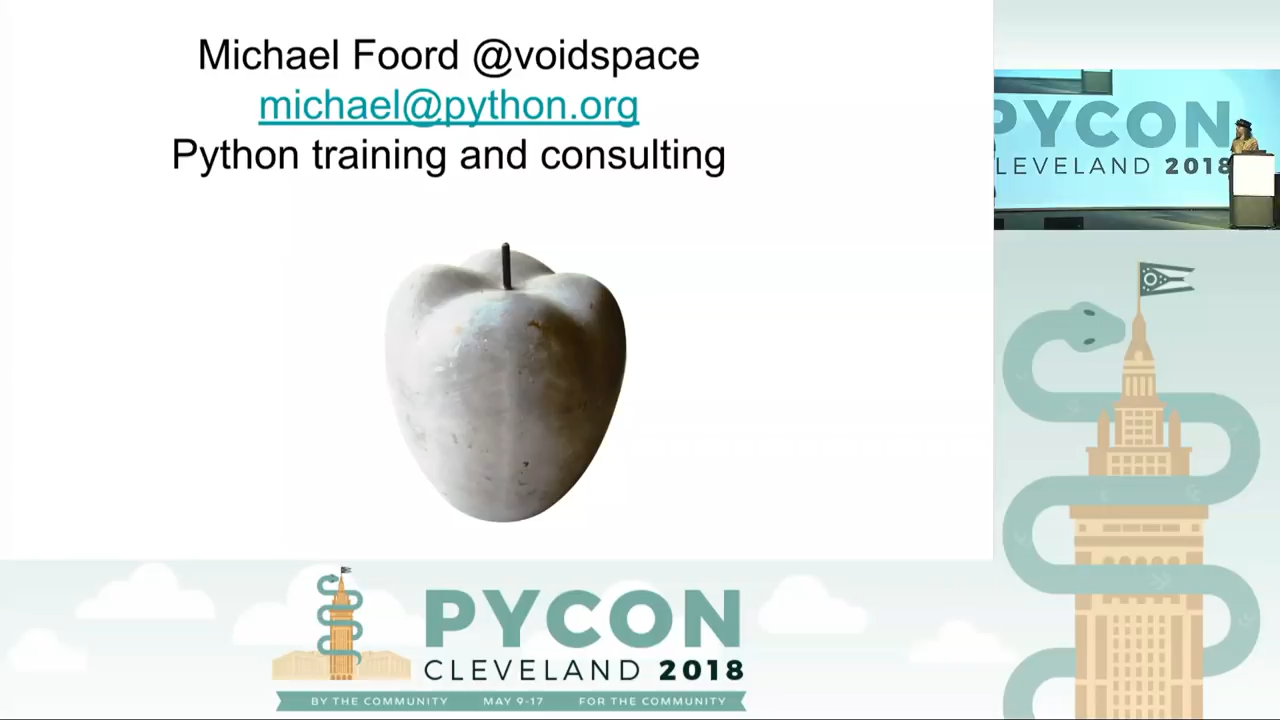 Michael Foord @voidspace
michael@python.org
Python training and consulting
PYCON
CLEVELAND 2018
PYCON
CLEVELAND 2018
BY THE COMMUNITY MAY 9-17 FOR THE COMMUNITY